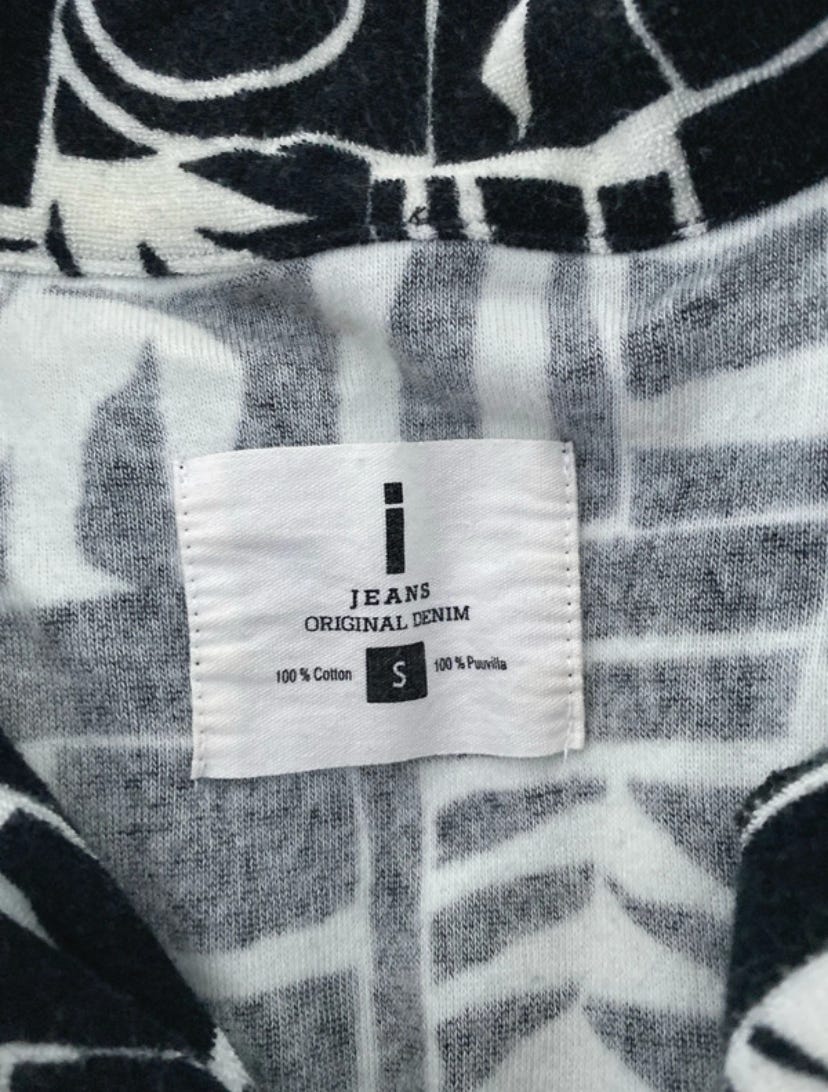 i
JEANS
ORIGINAL DENIM
100 % Cotton S 100 % Puuvilla